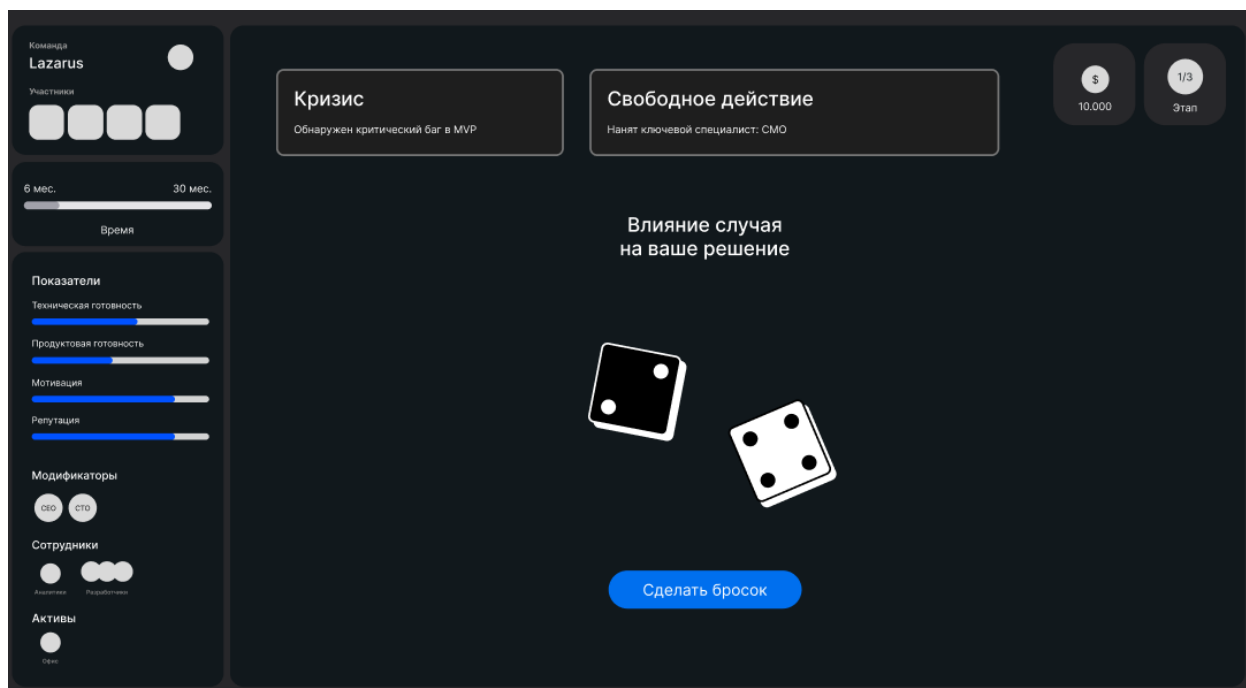 Команда
Lazarus
Участники
6 мес.
30 мес.
Время
Показатели
Техническая готовность
Продуктовая готовность
Мотивация
Репутация
Модификаторы
CEO
CTO
Сотрудники
Аналитики
Разработчики
Активы
Офис
Кризис
Обнаружен критический баг в MVP
Свободное действие
Нанят ключевой специалист: CMO
$
10.000
1/3
Этап
Влияние случая
на ваше решение
Сделать бросок